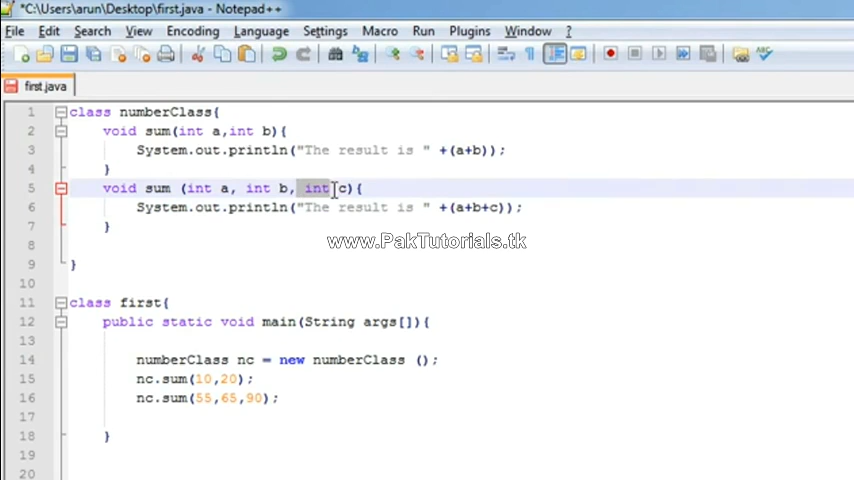 *C:\Users\arun\Desktop\first.java - Notepad++
File Edit Search View Encoding Language Settings Macro Run Plugins Window ?
first.java
1 class numberClass{
2 void sum(int a,int b){
3 System.out.println("The result is " +(a+b));
4 }
5 void sum (int a, int b, int c){
6 System.out.println("The result is " +(a+b+c));
7 }
www.PakTutorials.tk
8
9 }
10
11 class first{
12 public static void main(String args[]){
13
14 numberClass nc = new numberClass ();
15 nc.sum(10,20);
16 nc.sum(55,65,90);
17
18 }
19
20